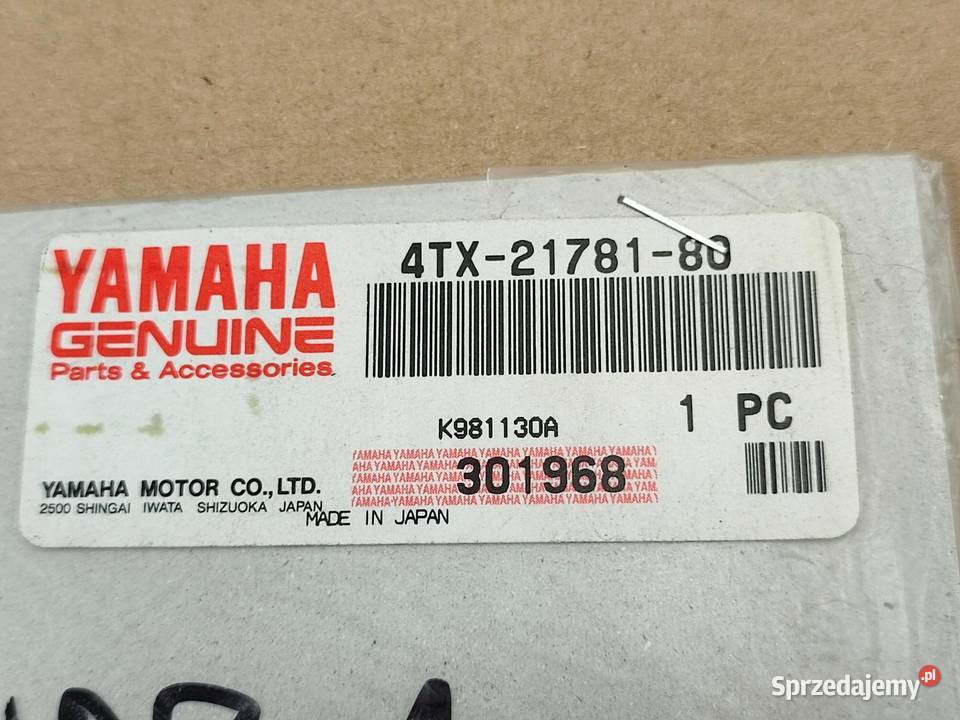 YAMAHA
GENUINE
Parts & Accessories
4TX-21781-80
1 PC
K981130A
301968
YAMAHA MOTOR CO.,LTD.
2500 SHINGAI IWATA SHIZUOKA JAPAN
MADE IN JAPAN
Sprzedajemy.pl